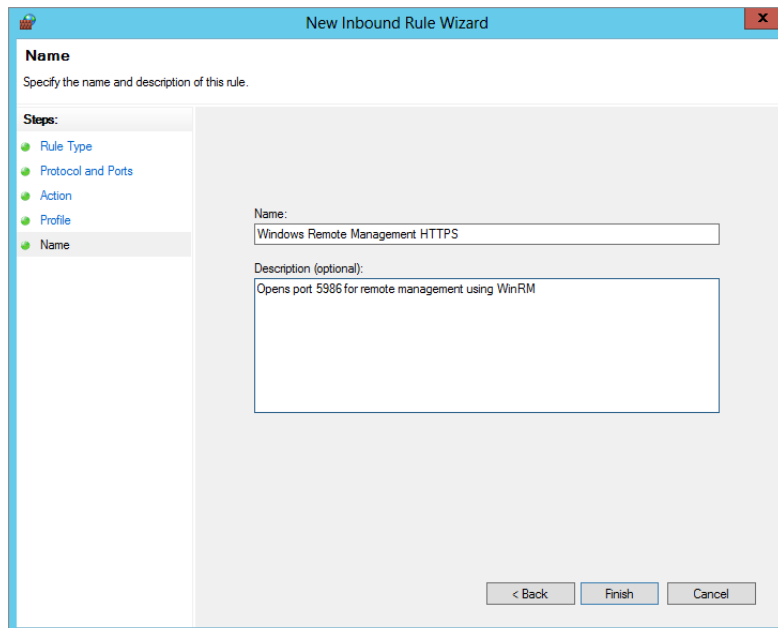 New Inbound Rule Wizard
x
Name
Specify the name and description of this rule.
Steps:
Rule Type
Protocol and Ports
Action
Profile
Name
Name:
Windows Remote Management HTTPS
Description (optional):
Opens port 5986 for remote management using WinRM
< Back
Finish
Cancel